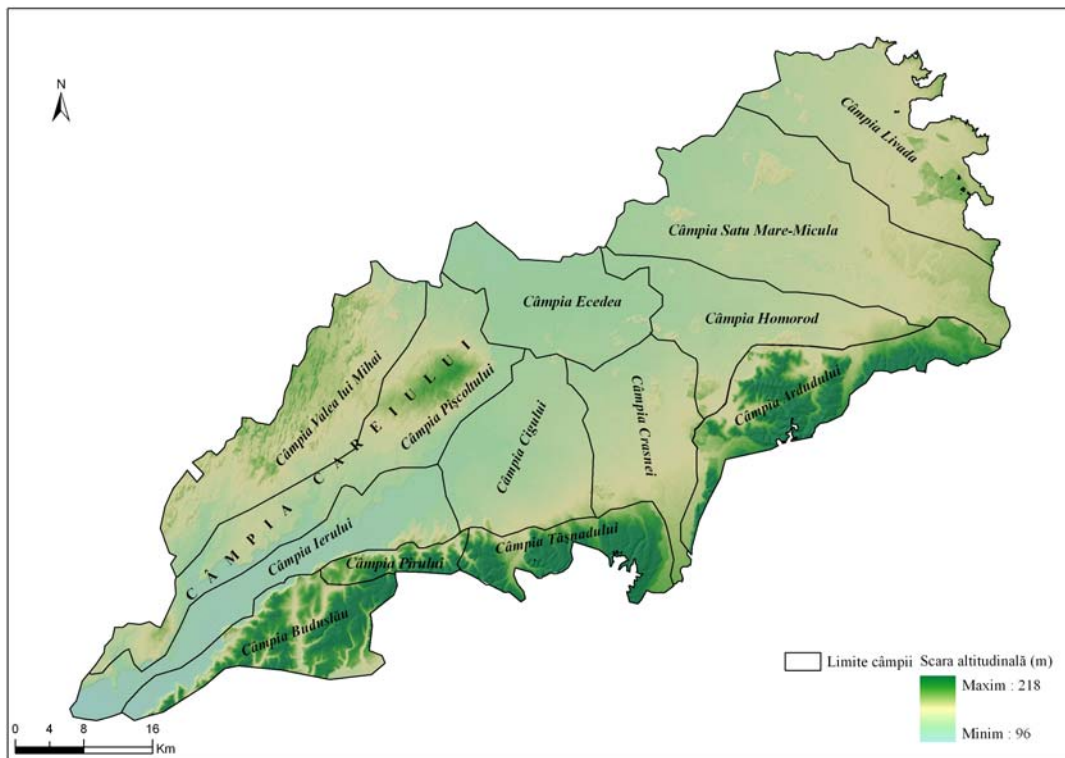 N
Câmpia Livada
Câmpia Satu Mare-Micula
Câmpia Ecedea
Câmpia Homorod
Câmpia Valea lui Mihai
CÂMPIA CAREIULUI
Câmpia Pișcoltului
Câmpia Ardudului
Câmpia Cigului
Câmpia Crasnei
Câmpia Ierului
Câmpia Tășnadului
Câmpia Pirului
Câmpia Buduslău
Limite câmpii
Scara altitudinală (m)
Maxim : 218
Minim : 96
0 4 8 16
Km